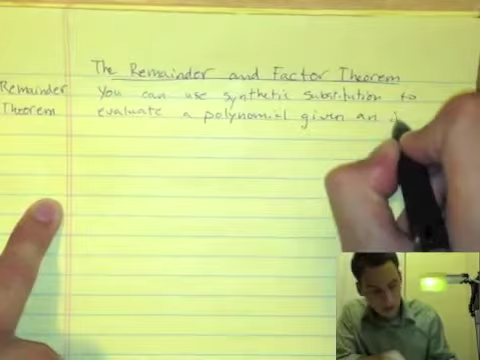 The Remainder and Factor Theorem
Remainder
Theorem
You can use synthetic substitution to
evaluate a polynomial given an